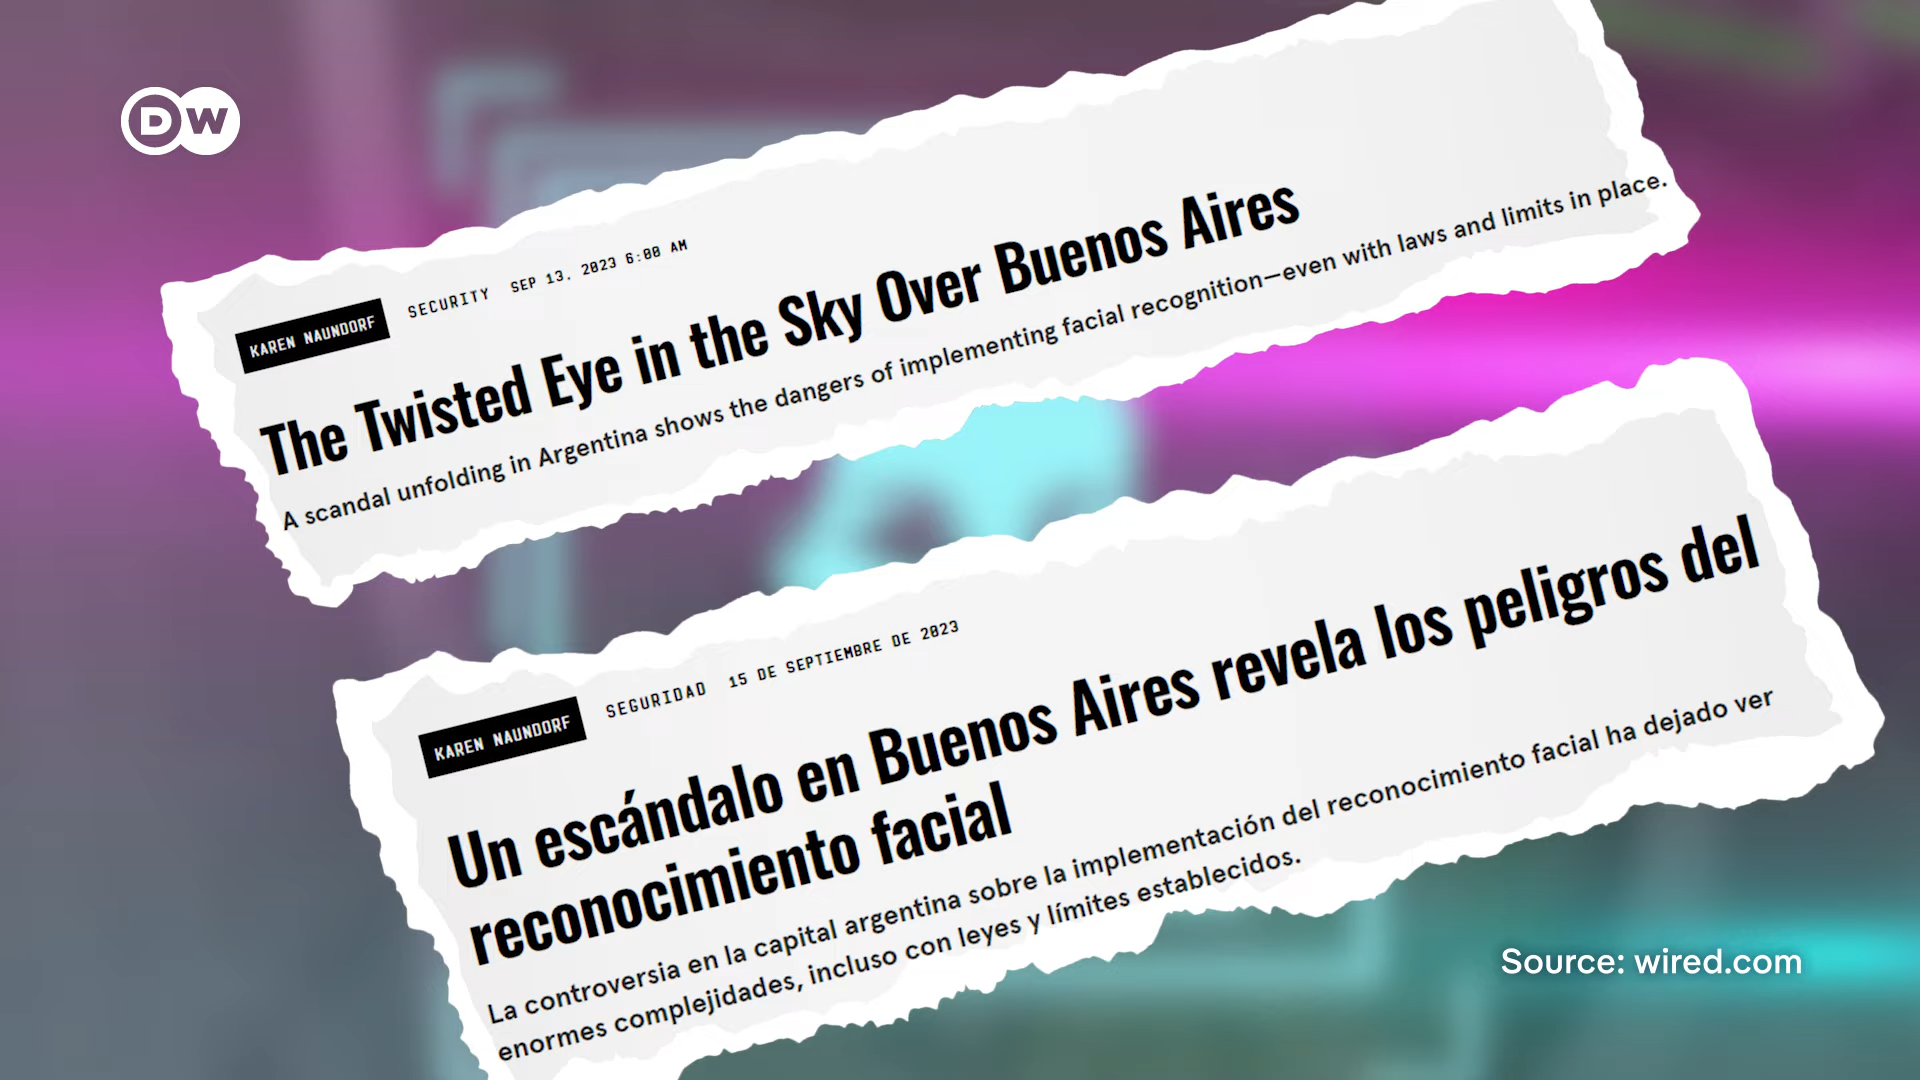 DW
KAREN NAUNDORF SECURITY SEP 13, 2023 6:00 AM
The Twisted Eye in the Sky Over Buenos Aires
A scandal unfolding in Argentina shows the dangers of implementing facial recognition—even with laws and limits in place.
KAREN NAUNDORF SEGURIDAD 15 DE SEPTIEMBRE DE 2023
Un escándalo en Buenos Aires revela los peligros del
reconocimiento facial
La controversia en la capital argentina sobre la implementación del reconocimiento facial ha dejado ver
enormes complejidades, incluso con leyes y límites establecidos.
Source: wired.com